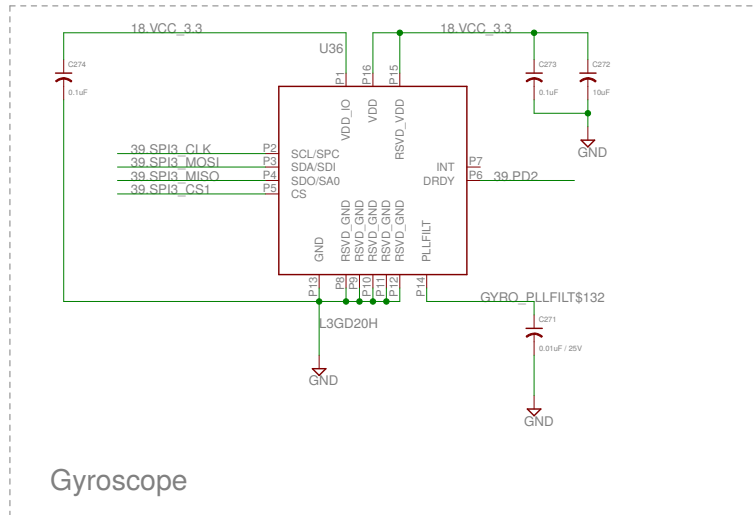 18.VCC_3.3
18.VCC_3.3
U36
C274
0.1uF
C273
0.1uF
C272
10uF
P1
P16
P15
VDD_IO
VDD
RSVD_VDD
GND
39.SPI3_CLK
P2
SCL/SPC
39.SPI3_MOSI
P3
SDA/SDI
39.SPI3_MISO
P4
SDO/SA0
39.SPI3_CS1
P5
CS
INT
P7
DRDY
P6
39.PD2
GND
RSVD_GND
RSVD_GND
RSVD_GND
RSVD_GND
RSVD_GND
PLLFILT
P13
P8
P9
P10
P11
P12
P14
GYRO_PLLFILT$132
L3GD20H
C271
0.01uF / 25V
GND
GND
Gyroscope